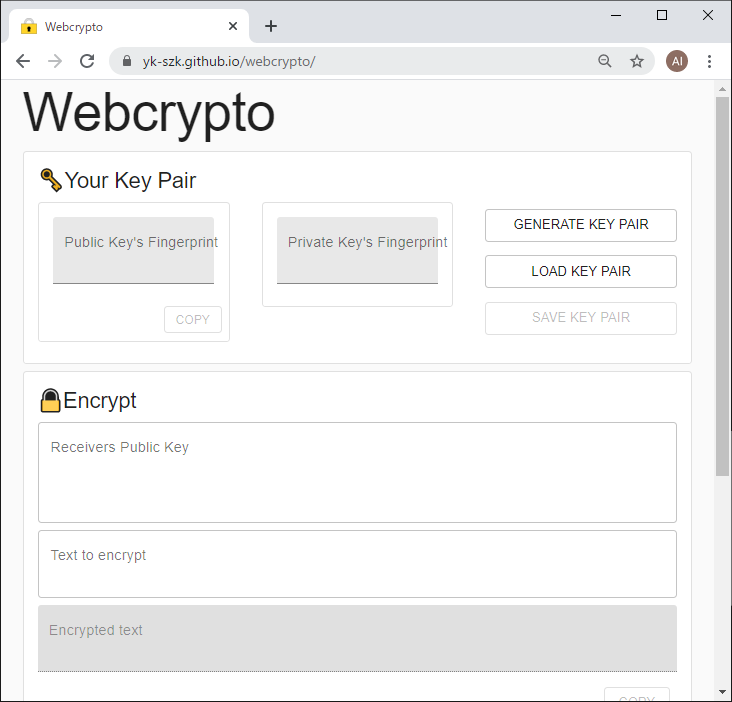 Webcrypto
yk-szk.github.io/webcrypto/
AI
Webcrypto
Your Key Pair
Public Key's Fingerprint
Private Key's Fingerprint
GENERATE KEY PAIR
LOAD KEY PAIR
COPY
SAVE KEY PAIR
Encrypt
Receivers Public Key
Text to encrypt
Encrypted text
COPY